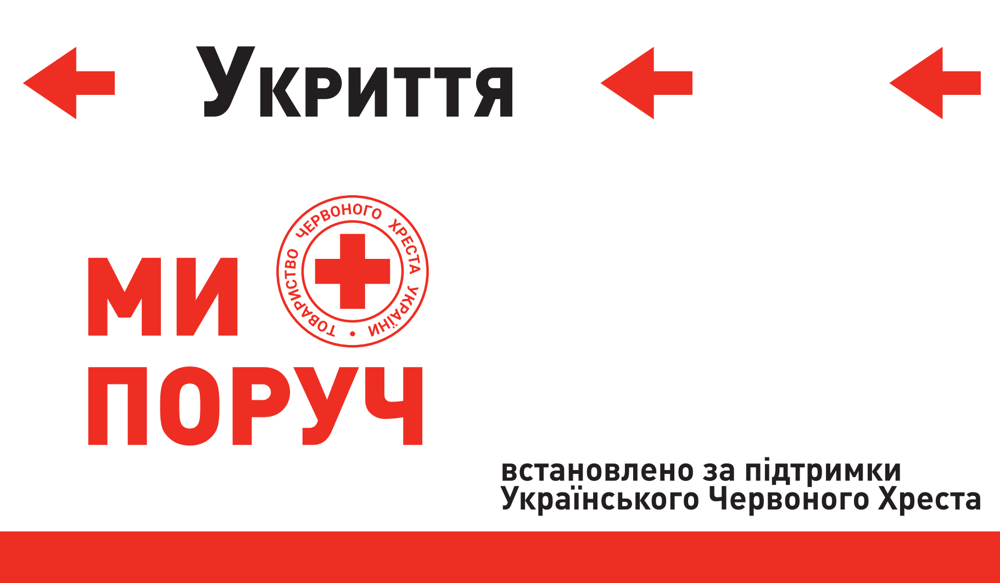 Укриття
ТОВАРИСТВО ЧЕРВОНОГО ХРЕСТА УКРАЇНИ •
МИ
ПОРУЧ
встановлено за підтримки
Українського Червоного Хреста